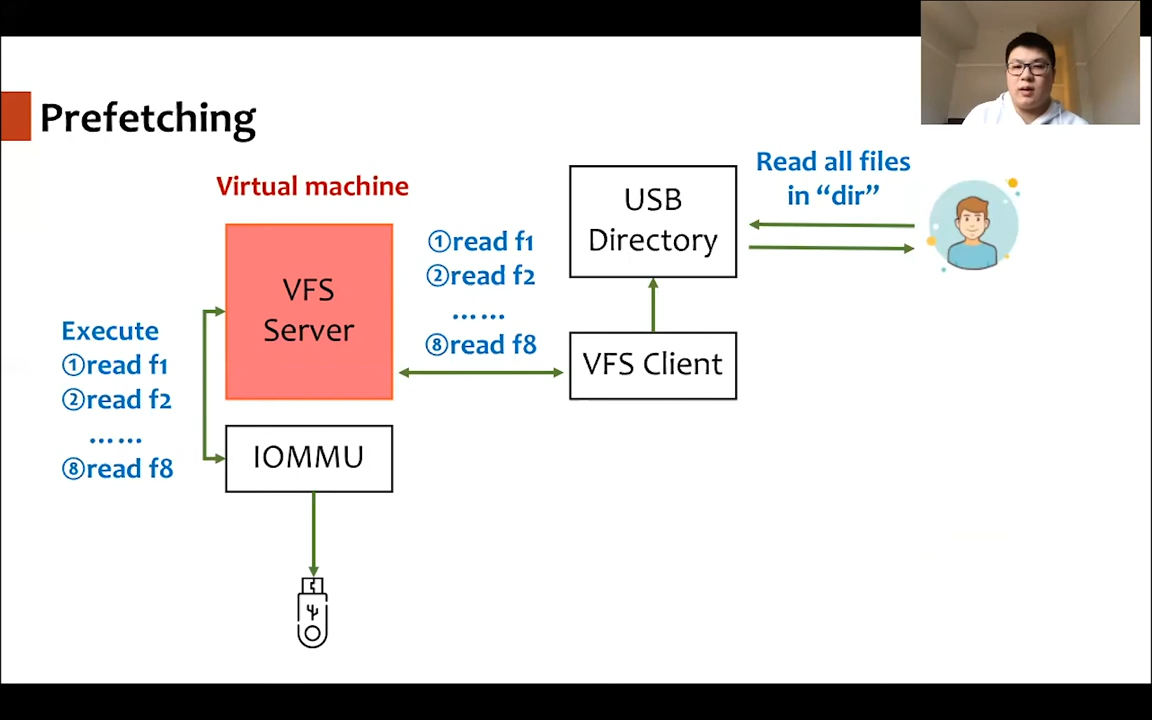 Prefetching
Virtual machine
VFS
Server
Execute
①read f1
②read f2
……
⑧read f8
IOMMU
①read f1
②read f2
……
⑧read f8
USB
Directory
VFS Client
Read all files
in “dir”